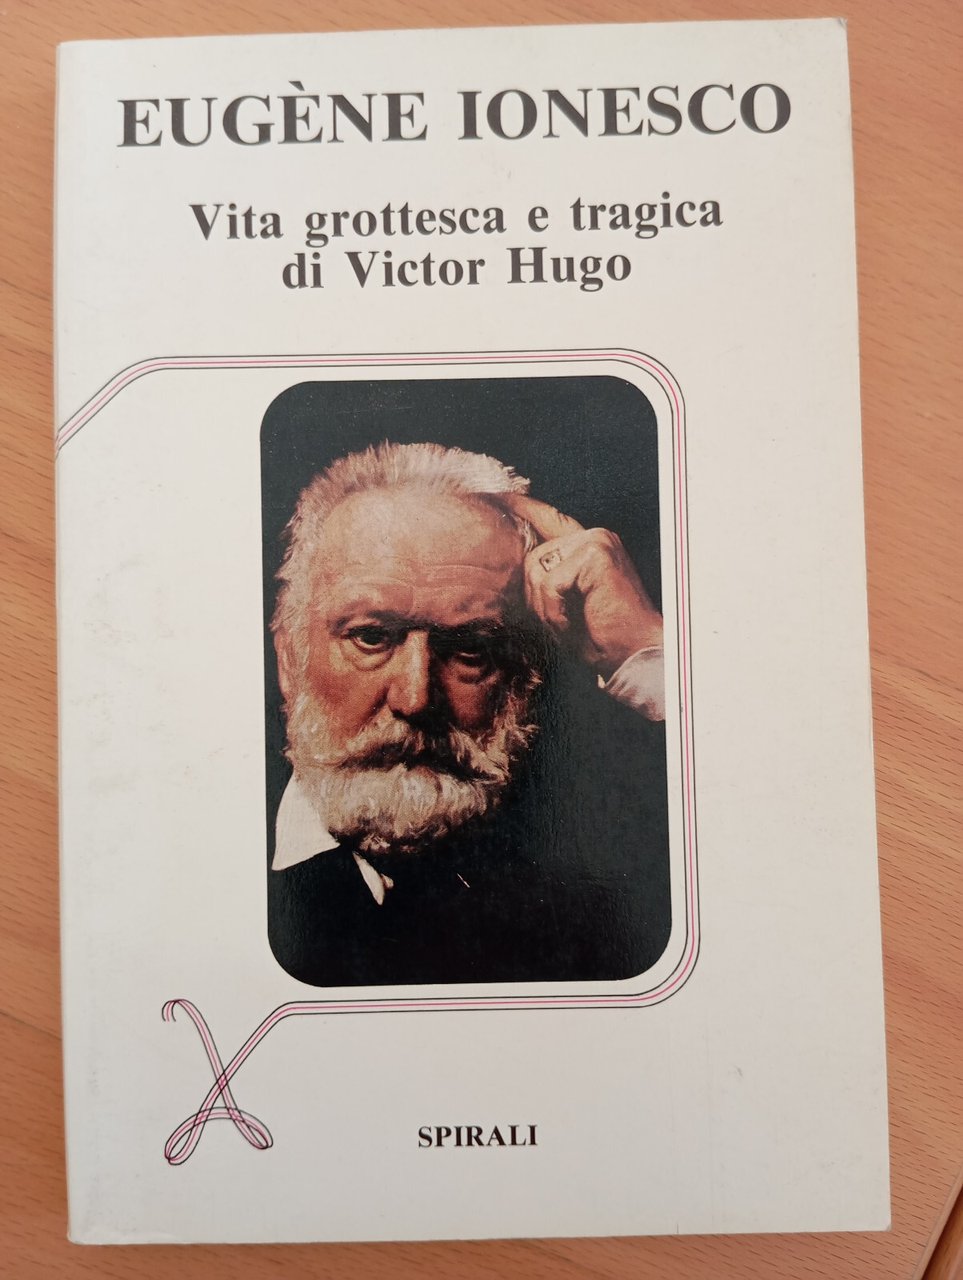 EUGÈNE IONESCO
Vita grottesca e tragica
di Victor Hugo
SPIRALI